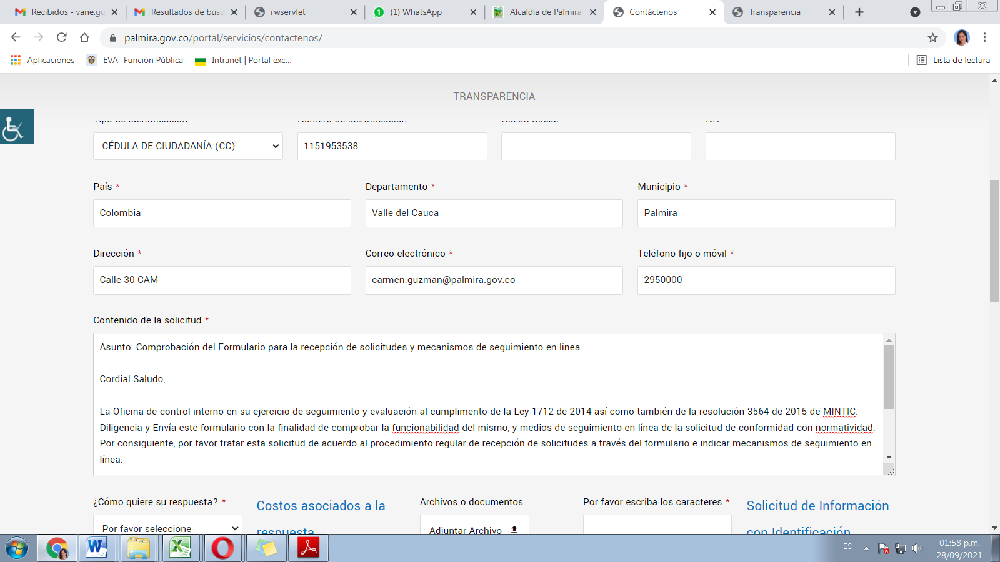 Recibidos - vane.gu
Resultados de búsq
rwservlet
(1) WhatsApp
Alcaldía de Palmira
Contáctenos
Transparencia
palmira.gov.co/portal/servicios/contactenos/
Aplicaciones
EVA -Función Pública
Intranet | Portal exc...
Lista de lectura
TRANSPARENCIA
CÉDULA DE CIUDADANÍA (CC)
1151953538
País *
Departamento *
Municipio *
Colombia
Valle del Cauca
Palmira
Dirección *
Correo electrónico *
Teléfono fijo o móvil *
Calle 30 CAM
carmen.guzman@palmira.gov.co
2950000
Contenido de la solicitud *
Asunto: Comprobación del Formulario para la recepción de solicitudes y mecanismos de seguimiento en línea
Cordial Saludo,
La Oficina de control interno en su ejercicio de seguimiento y evaluación al cumplimento de la Ley 1712 de 2014 así como también de la resolución 3564 de 2015 de MINTIC.
Diligencia y Envía este formulario con la finalidad de comprobar la funcionabilidad del mismo, y medios de seguimiento en línea de la solicitud de conformidad con normatividad.
Por consiguiente, por favor tratar esta solicitud de acuerdo al procedimiento regular de recepción de solicitudes a través del formulario e indicar mecanismos de seguimiento en
línea.
¿Cómo quiere su respuesta? *
Costos asociados a la
respuesta
Archivos o documentos
Por favor escriba los caracteres *
Solicitud de Información
con Identificación
Por favor seleccione
Adjuntar Archivo
ES
01:58 p.m.
28/09/2021